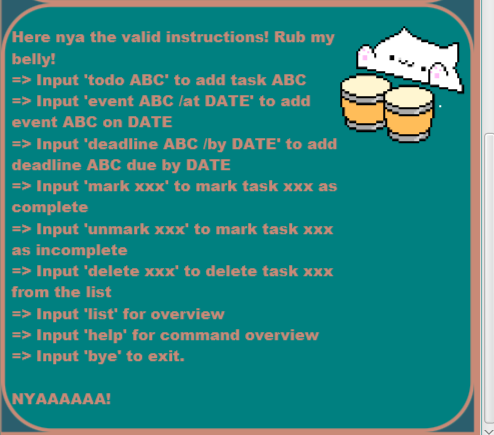 Here nya the valid instructions! Rub my
belly!
=> Input 'todo ABC' to add task ABC
=> Input 'event ABC /at DATE' to add
event ABC on DATE
=> Input 'deadline ABC /by DATE' to add
deadline ABC due by DATE
=> Input 'mark xxx' to mark task xxx as
complete
=> Input 'unmark xxx' to mark task xxx
as incomplete
=> Input 'delete xxx' to delete task xxx
from the list
=> Input 'list' for overview
=> Input 'help' for command overview
=> Input 'bye' to exit.
NYAAAAAA!